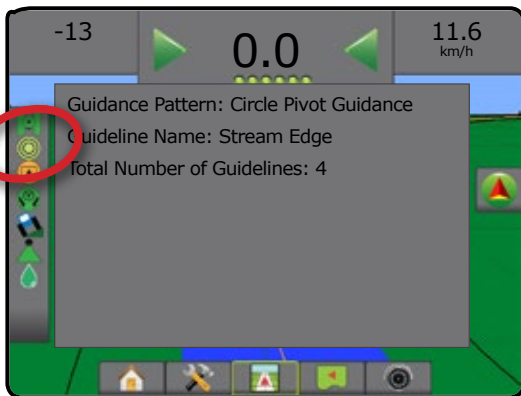 -13
0.0
11.6
km/h
Guidance Pattern: Circle Pivot Guidance
Guideline Name: Stream Edge
Total Number of Guidelines: 4